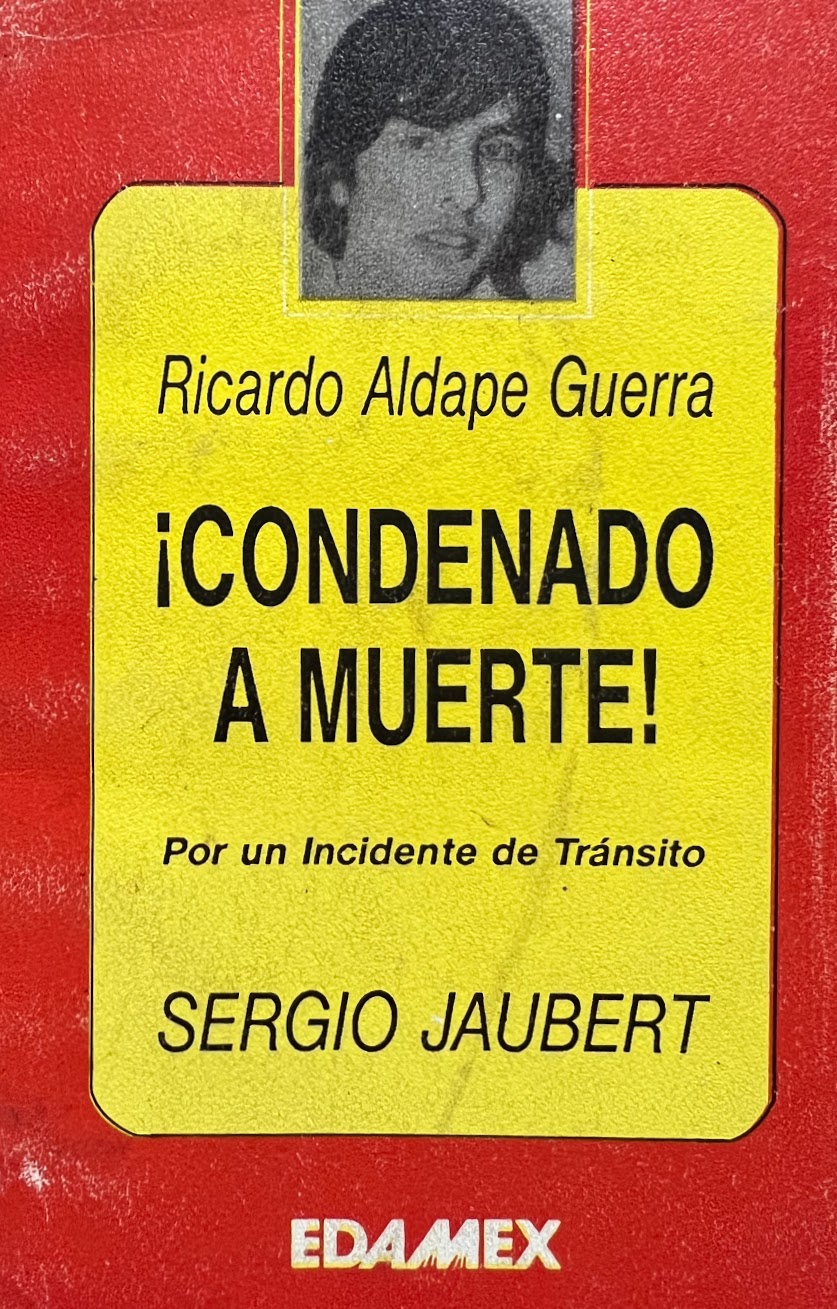 Ricardo Aldape Guerra
¡CONDENADO
A MUERTE!
Por un Incidente de Tránsito
SERGIO JAUBERT
EDAMEX